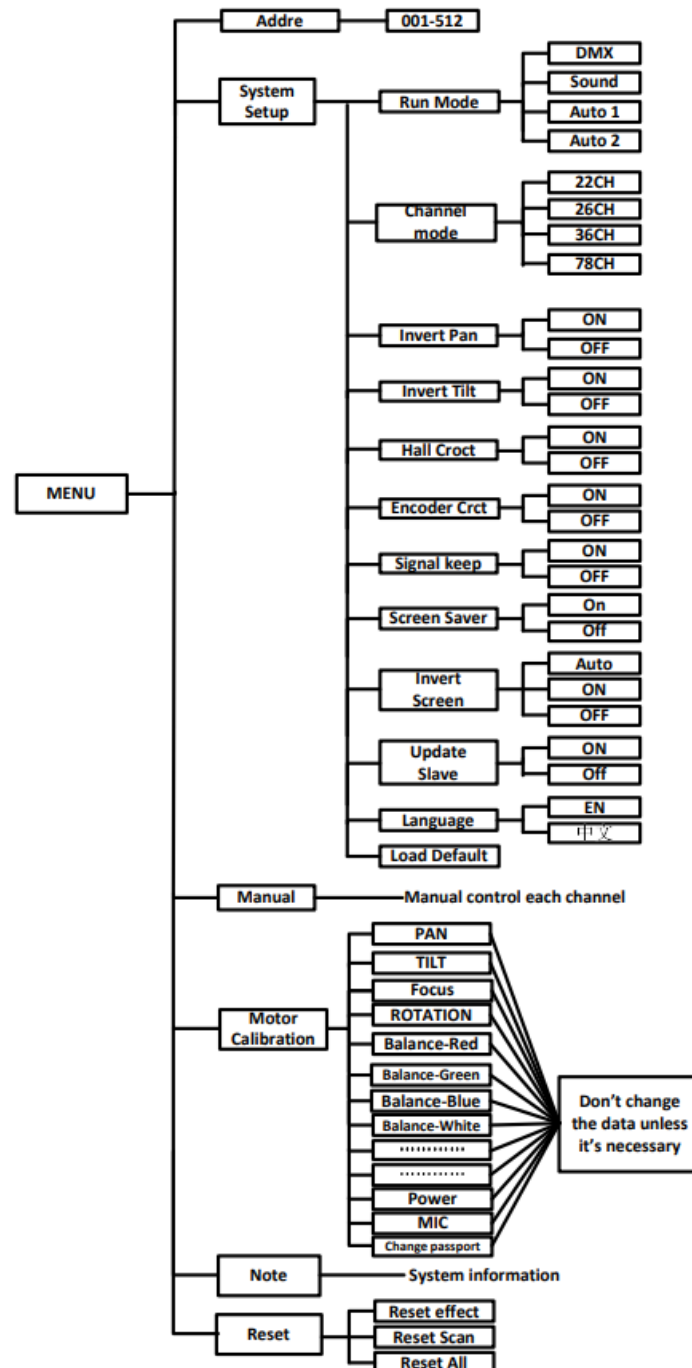 Addre
001-512
System
Setup
Run Mode
DMX
Sound
Auto 1
Auto 2
Channel
mode
22CH
26CH
36CH
78CH
Invert Pan
ON
OFF
Invert Tilt
ON
OFF
Hall Croct
ON
OFF
MENU
Encoder Crct
ON
OFF
Signal keep
ON
OFF
Screen Saver
On
Off
Invert
Screen
Auto
ON
OFF
Update
Slave
ON
Off
Language
EN
中文
Load Default
Manual
Manual control each channel
Motor
Calibration
PAN
TILT
Focus
ROTATION
Balance-Red
Balance-Green
Balance-Blue
Balance-White
············
············
Power
MIC
Change passport
Don’t change
the data unless
it’s necessary
Note
System information
Reset
Reset effect
Reset Scan
Reset All